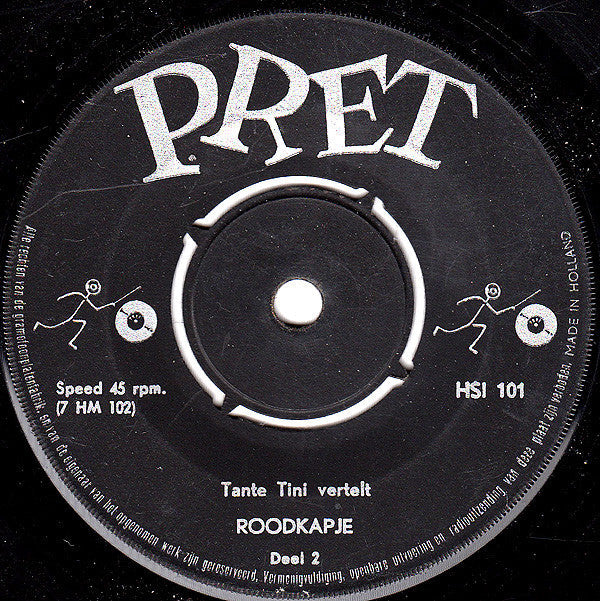 PRET
Speed 45 rpm.
(7 HM 102)
HSI 101
Tante Tini vertelt
ROODKAPJE
Deel 2
Alle rechten van de grammofoonplatenfabrikant en van de eigenaar van het opgenomen werk zijn gereserveerd. Vermenigvuldiging, openbare uitvoering en radiouitzending van deze plaat zijn verboden. MADE IN HOLLAND